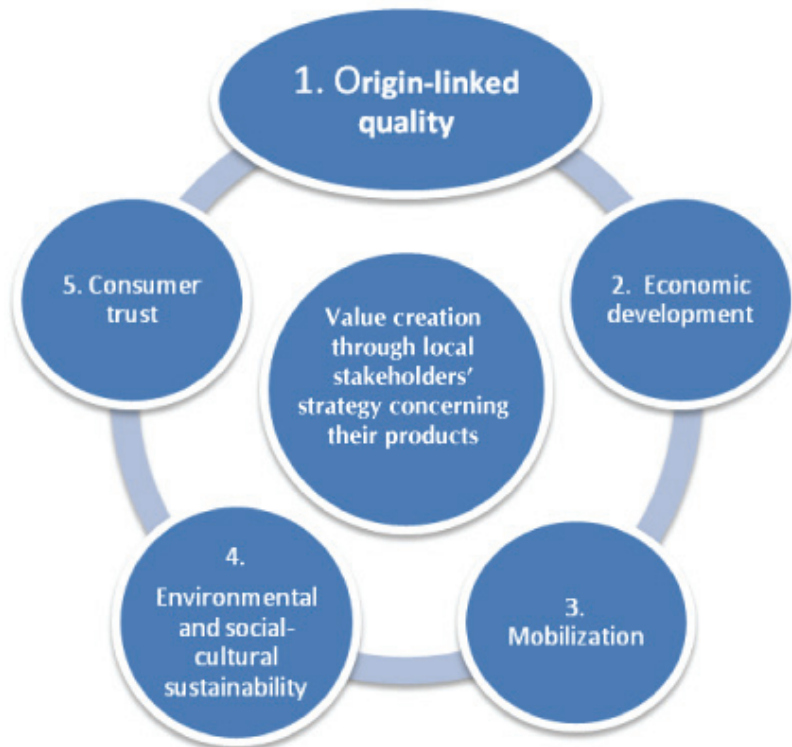 1. Origin-linked
quality
2. Economic
development
3.
Mobilization
4.
Environmental
and social-
cultural
sustainability
5. Consumer
trust
Value creation
through local
stakeholders’
strategy concerning
their products